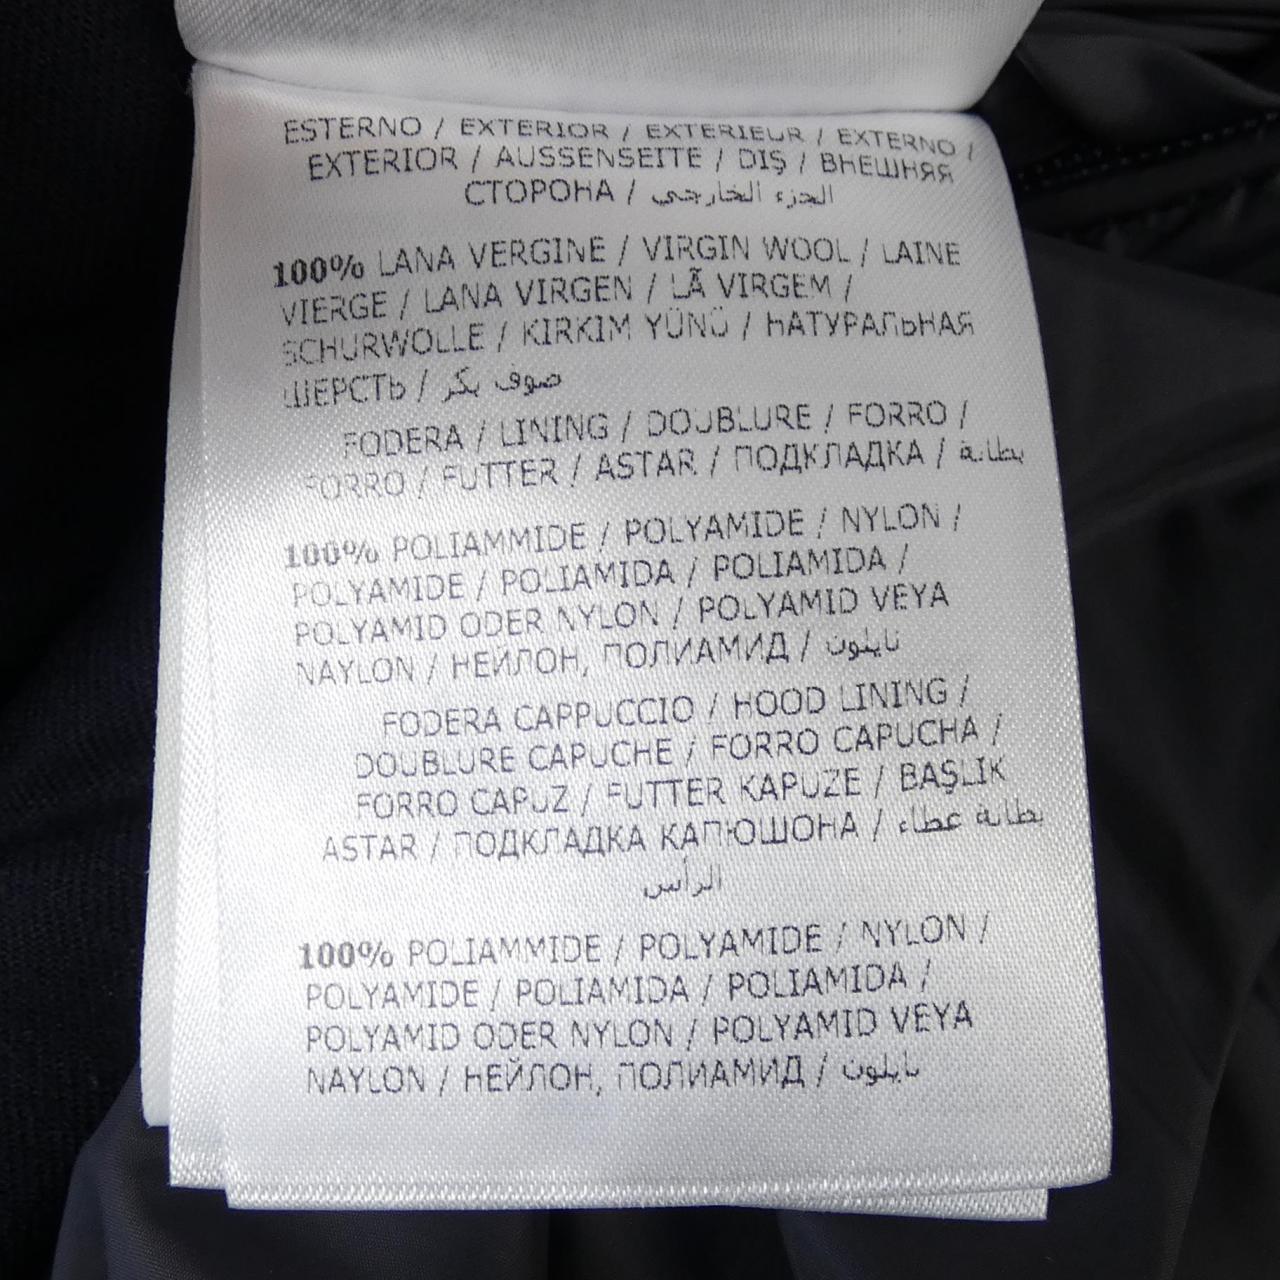 ESTERNO / EXTERIOR / EXTERIEUR / EXTERNO /
EXTERIOR / AUSSENSEITE / DIŞ / ВНЕШНЯЯ
СТОРОНА / الجزء الخارجي
100% LANA VERGINE / VIRGIN WOOL / LAINE
VIERGE / LANA VIRGEN / LÃ VIRGEM /
SCHURWOLLE / KIRKIM YÜNÜ / НАТУРАЛЬНАЯ
ШЕРСТЬ / صوف بكر
FODERA / LINING / DOUBLURE / FORRO /
FORRO / FUTTER / ASTAR / ПОДКЛАДКА / بطانة
100% POLIAMMIDE / POLYAMIDE / NYLON /
POLYAMIDE / POLIAMIDA / POLIAMIDA /
POLYAMID ODER NYLON / POLYAMID VEYA
NAYLON / НЕЙЛОН, ПОЛИАМИД / نايلون
FODERA CAPPUCCIO / HOOD LINING /
DOUBLURE CAPUCHE / FORRO CAPUCHA /
FORRO CAPUZ / FUTTER KAPUZE / BAŞLIK
ASTAR / ПОДКЛАДКА КАПЮШОНА / بطانة غطاء
الرأس
100% POLIAMMIDE / POLYAMIDE / NYLON /
POLYAMIDE / POLIAMIDA / POLIAMIDA /
POLYAMID ODER NYLON / POLYAMID VEYA
NAYLON / НЕЙЛОН, ПОЛИАМИД / نايلون